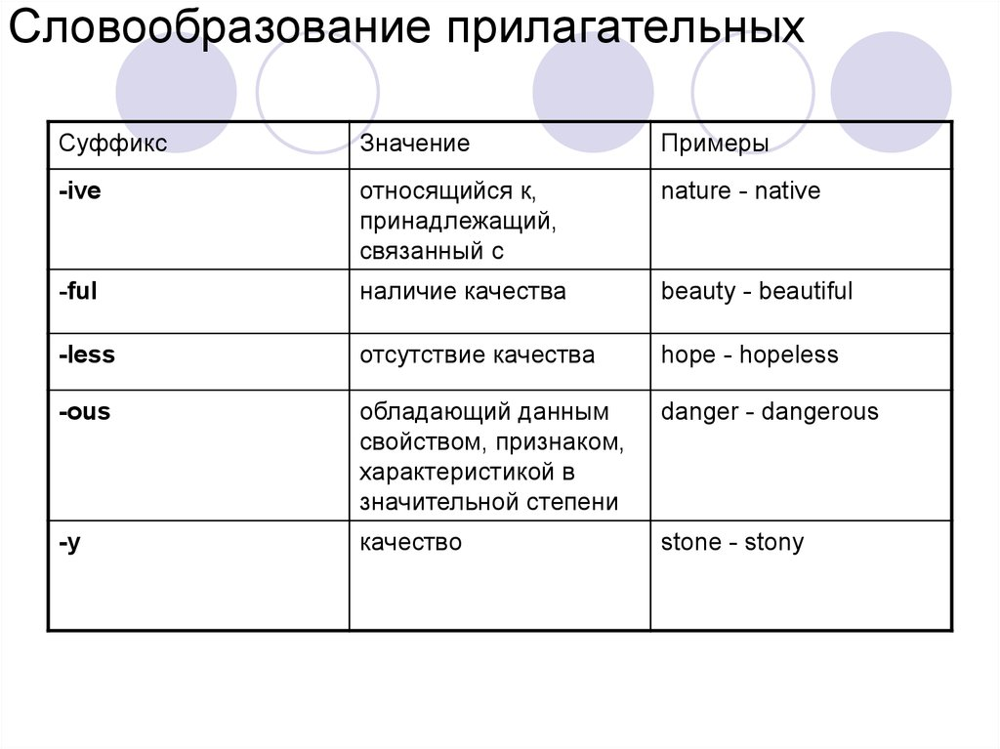 Словообразование прилагательных
Суффикс Значение Примеры
-ive относящийся к, nature - native
принадлежащий,
связанный с
-ful наличие качества beauty - beautiful
-less отсутствие качества hope - hopeless
-ous обладающий данным danger - dangerous
свойством, признаком,
характеристикой в
значительной степени
-y качество stone - stony